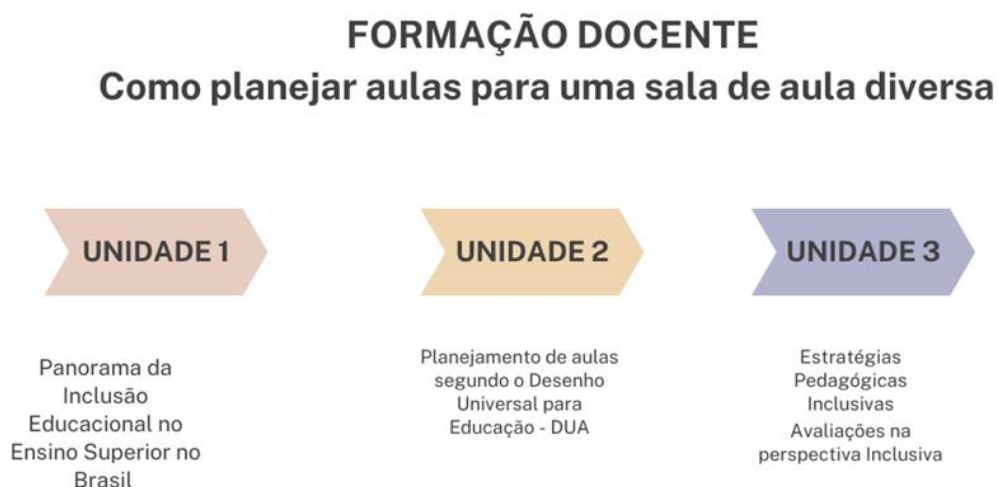 FORMAÇÃO DOCENTE
Como planejar aulas para uma sala de aula diversa
UNIDADE 1
Panorama da
Inclusão
Educacional no
Ensino Superior no
Brasil
UNIDADE 2
Planejamento de aulas
segundo o Desenho
Universal para
Educação - DUA
UNIDADE 3
Estratégias
Pedagógicas
Inclusivas
Avaliações na
perspectiva Inclusiva